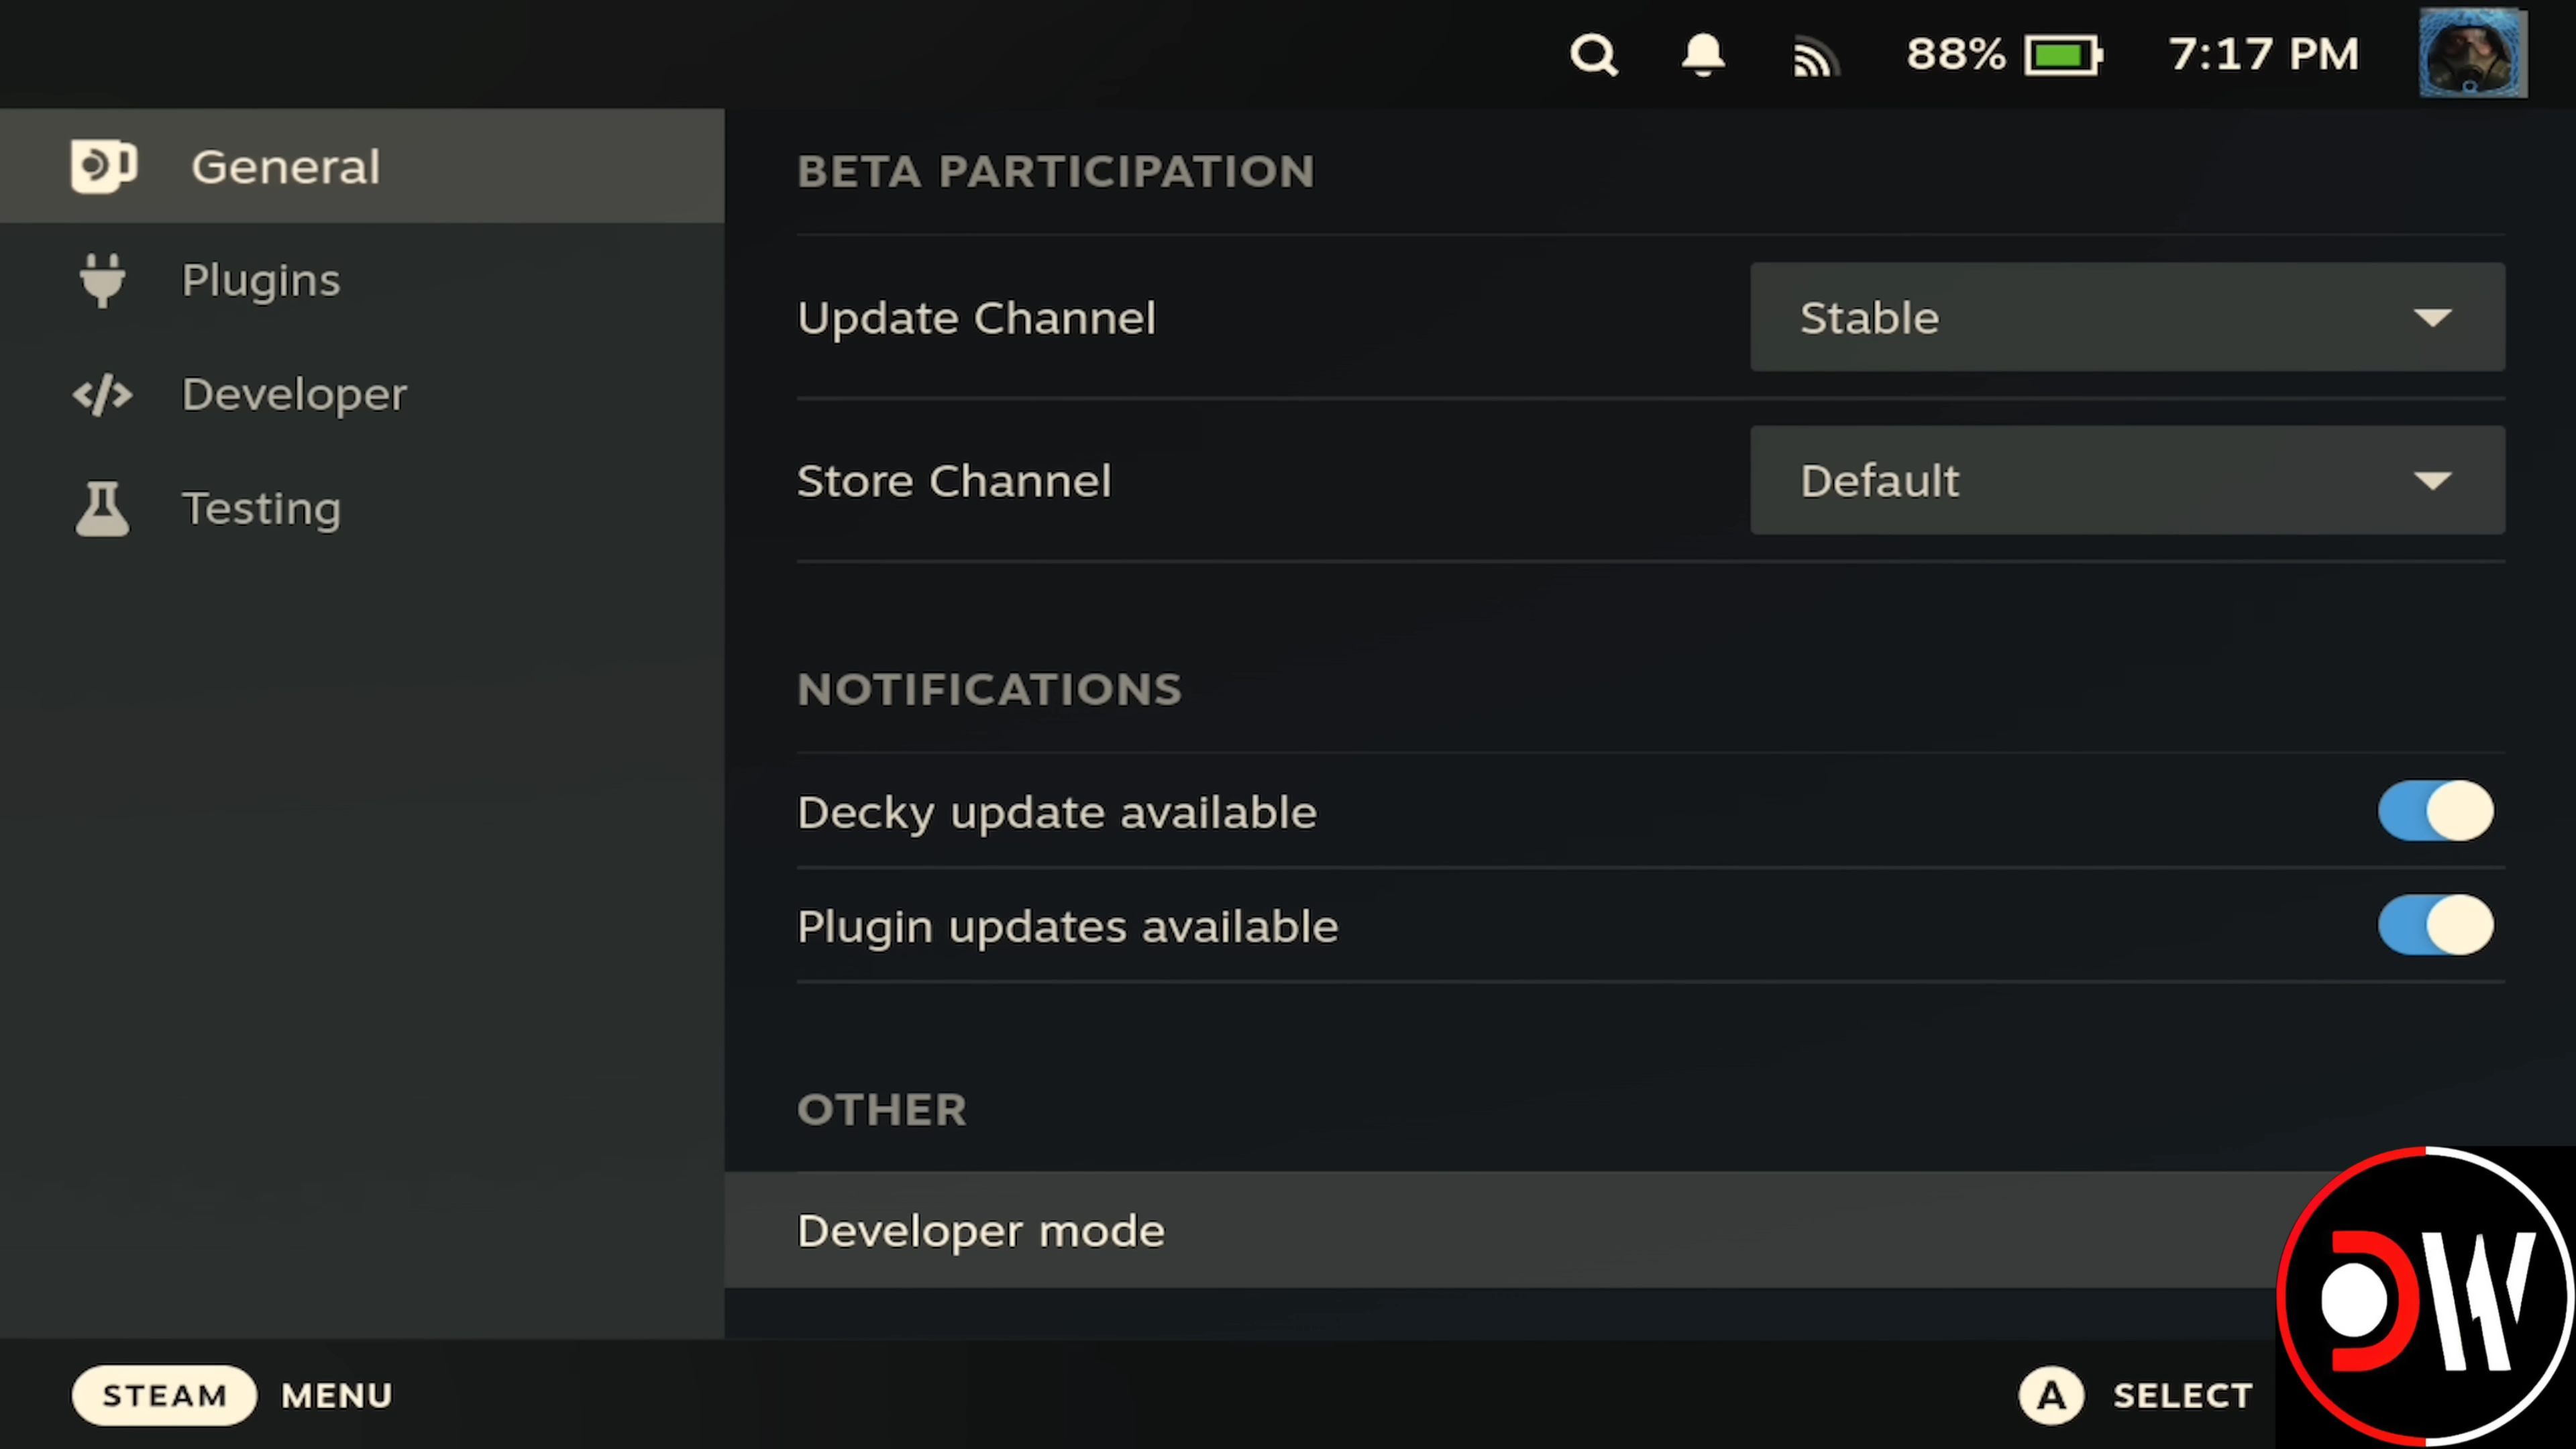 88% 7:17 PM
General
Plugins
Developer
Testing
BETA PARTICIPATION
Update Channel Stable
Store Channel Default
NOTIFICATIONS
Decky update available
Plugin updates available
OTHER
Developer mode
STEAM MENU
A SELECT
DW